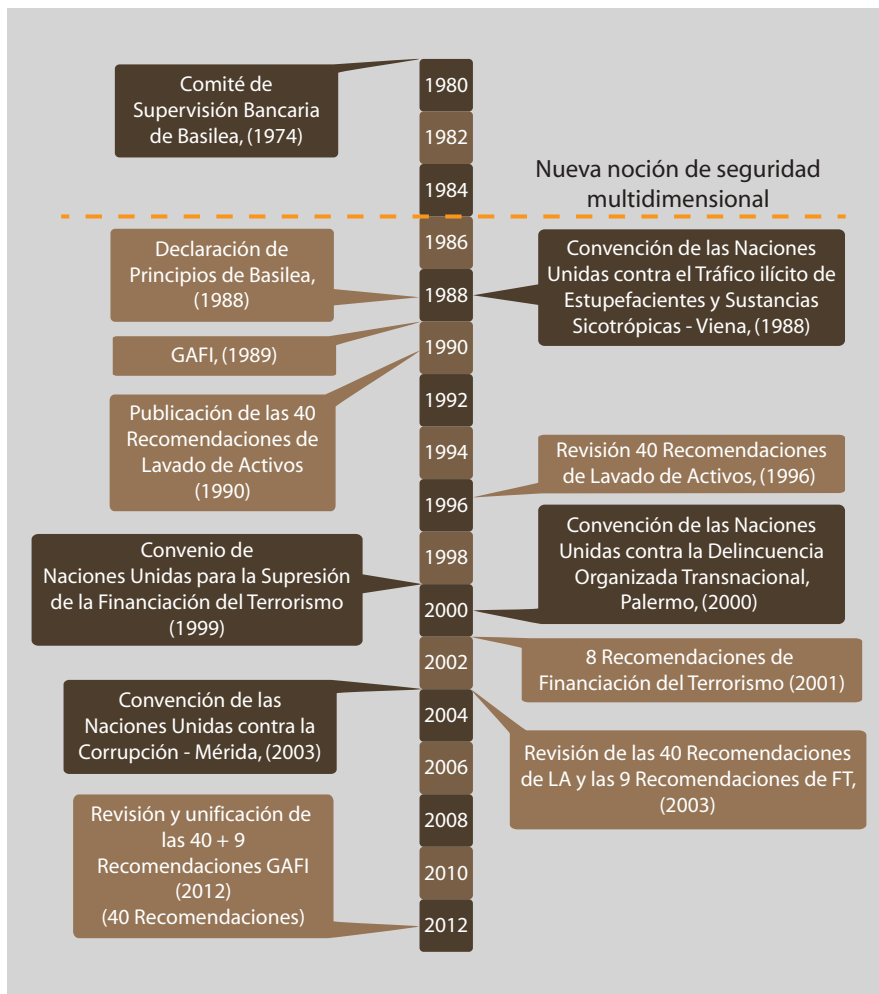 Comité de
Supervisión Bancaria
de Basilea, (1974)
1980
1982
1984
Nueva noción de seguridad
multidimensional
1986
Declaración de
Principios de Basilea,
(1988)
Convención de las Naciones
Unidas contra el Tráfico ilícito de
Estupefacientes y Sustancias
Sicotrópicas - Viena, (1988)
1988
GAFI, (1989)
1990
Publicación de las 40
Recomendaciones de
Lavado de Activos
(1990)
1992
1994
Revisión 40 Recomendaciones
de Lavado de Activos, (1996)
1996
Convenio de
Naciones Unidas para la Supresión
de la Financiación del Terrorismo
(1999)
1998
Convención de las Naciones
Unidas contra la Delincuencia
Organizada Transnacional,
Palermo, (2000)
2000
2002
8 Recomendaciones de
Financiación del Terrorismo (2001)
Convención de las
Naciones Unidas contra la
Corrupción - Mérida, (2003)
2004
Revisión de las 40 Recomendaciones
de LA y las 9 Recomendaciones de FT,
(2003)
2006
Revisión y unificación de
las 40 + 9
Recomendaciones GAFI
(2012)
(40 Recomendaciones)
2008
2010
2012